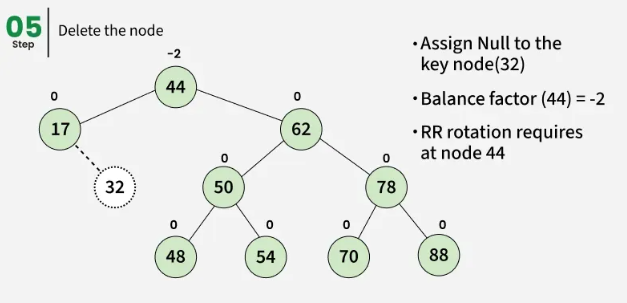 05
Step
Delete the node
-2
44
0
17
0
62
32
0
50
0
78
0
48
0
54
0
70
0
88
•Assign Null to the
key node(32)
•Balance factor (44) = -2
•RR rotation requires
at node 44